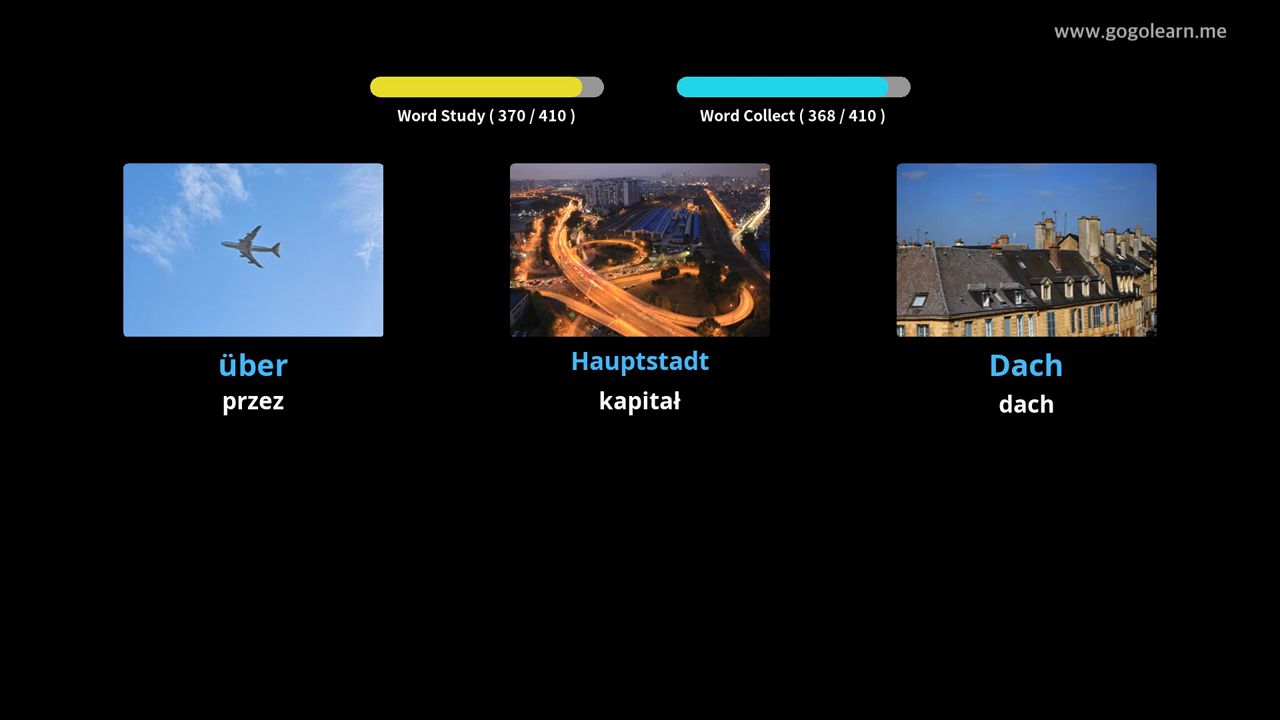 www.gogolearn.me
Word Study ( 370 / 410 )
Word Collect ( 368 / 410 )
über
przez
Hauptstadt
kapitał
Dach
dach